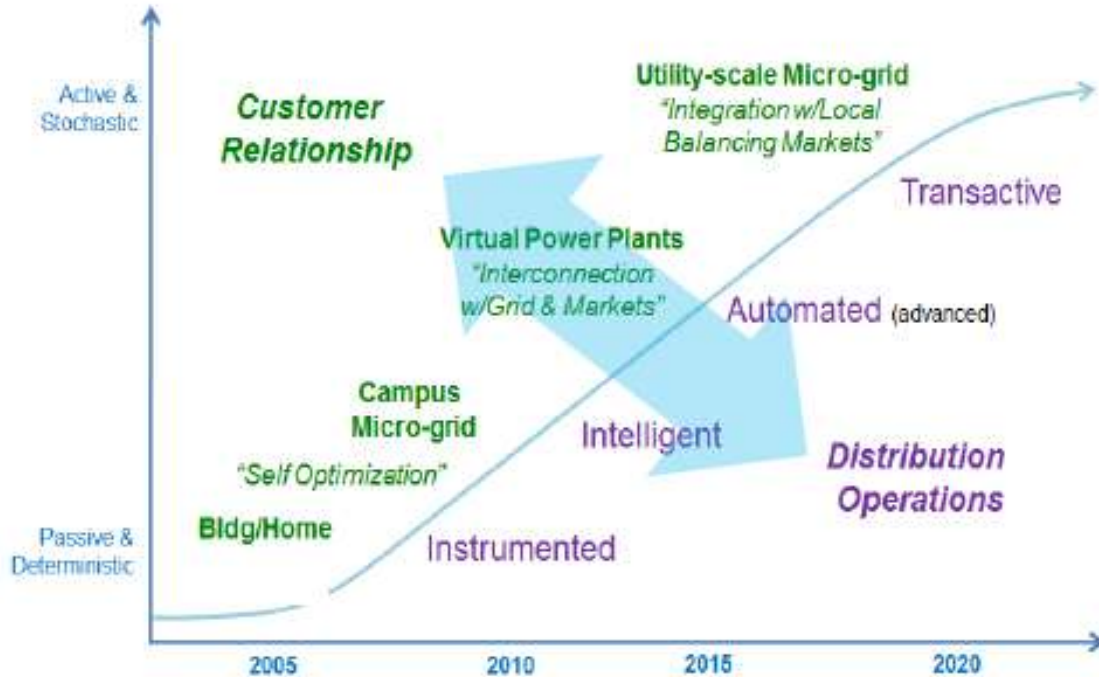 Active &
Stochastic
Customer
Relationship
Utility-scale Micro-grid
"Integration w/Local
Balancing Markets"
Transactive
Virtual Power Plants
"Interconnection
w/Grid & Markets"
Automated (advanced)
Campus
Micro-grid
Intelligent
Distribution
Operations
"Self Optimization"
Bldg/Home
Instrumented
Passive &
Deterministic
2005 2010 2015 2020